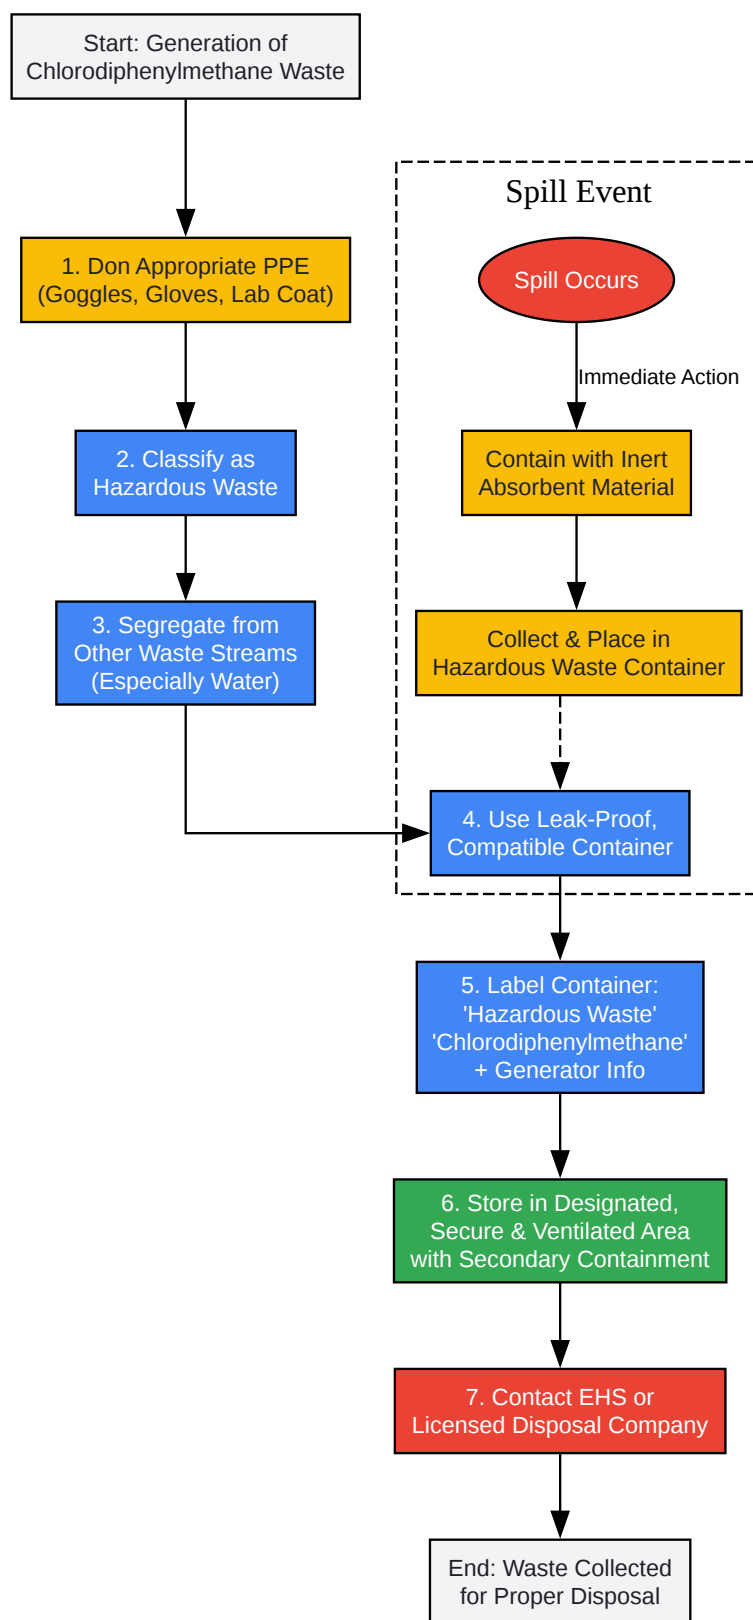 Start: Generation of
Chlorodiphenylmethane Waste
1. Don Appropriate PPE
(Goggles, Gloves, Lab Coat)
2. Classify as
Hazardous Waste
3. Segregate from
Other Waste Streams
(Especially Water)
Spill Event
Spill Occurs
Immediate Action
Contain with Inert
Absorbent Material
Collect & Place in
Hazardous Waste Container
4. Use Leak-Proof,
Compatible Container
5. Label Container:
'Hazardous Waste'
'Chlorodiphenylmethane'
+ Generator Info
6. Store in Designated,
Secure & Ventilated Area
with Secondary Containment
7. Contact EHS or
Licensed Disposal Company
End: Waste Collected
for Proper Disposal